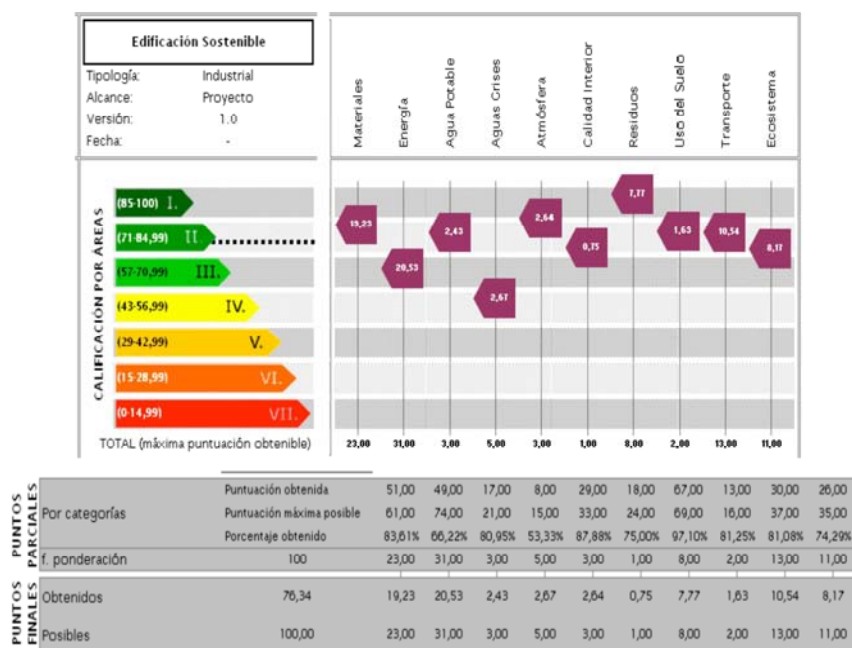 Edificación Sostenible
Tipología: Industrial
Alcance: Proyecto
Versión: 1.0
Fecha: -
Materiales
Energía
Agua Potable
Aguas Grises
Atmósfera
Calidad Interior
Residuos
Uso del Suelo
Transporte
Ecosistema
CALIFICACIÓN POR ÁREAS
(85-100) I.
(71-84,99) II.
(57-70,99) III.
(43-56,99) IV.
(29-42,99) V.
(15-28,99) VI.
(0-14,99) VII.
19,23
20,53
2,43
2,67
2,64
0,75
7,77
1,63
10,54
8,17
TOTAL (máxima puntuación obtenible) 23,00 31,00 3,00 5,00 3,00 1,00 8,00 2,00 13,00 11,00
PUNTOS PARCIALES
Por categorías
Puntuación obtenida 51,00 49,00 17,00 8,00 29,00 18,00 67,00 13,00 30,00 26,00
Puntuación máxima posible 61,00 74,00 21,00 15,00 33,00 24,00 69,00 16,00 37,00 35,00
Porcentaje obtenido 83,61% 66,22% 80,95% 53,33% 87,88% 75,00% 97,10% 81,25% 81,08% 74,29%
f. ponderación 100 23,00 31,00 3,00 5,00 3,00 1,00 8,00 2,00 13,00 11,00
PUNTOS FINALES
Obtenidos 76,34 19,23 20,53 2,43 2,67 2,64 0,75 7,77 1,63 10,54 8,17
Posibles 100,00 23,00 31,00 3,00 5,00 3,00 1,00 8,00 2,00 13,00 11,00